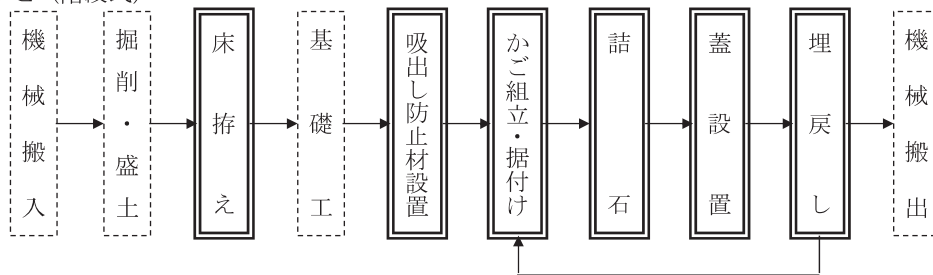 機械搬入
掘削・盛土
床拵え
基礎工
吸出し防止材設置
かご組立・据付け
詰石
蓋設置
埋戻し
機械搬出